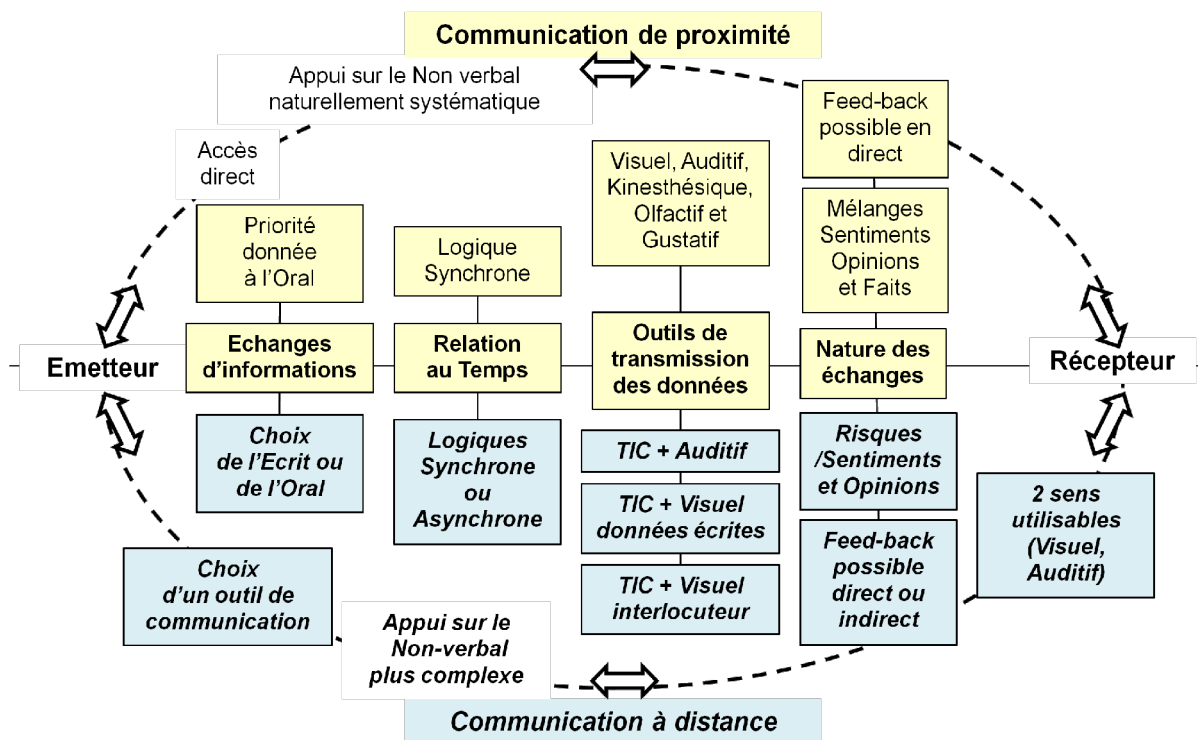 Communication de proximité
Appui sur le Non verbal
naturellement systématique
Accès
direct
Feed-back
possible en
direct
Visuel, Auditif,
Kinesthésique,
Olfactif et
Gustatif
Mélanges
Sentiments
Opinions
et Faits
Priorité
donnée
à l'Oral
Logique
Synchrone
Emetteur
Echanges
d'informations
Relation
au Temps
Outils de
transmission
des données
Nature des
échanges
Récepteur
Choix
de l'Ecrit ou
de l'Oral
Logiques
Synchrone
ou
Asynchrone
TIC + Auditif
TIC + Visuel
données écrites
TIC + Visuel
interlocuteur
Risques
/Sentiments
et Opinions
Feed-back
possible
direct ou
indirect
2 sens
utilisables
(Visuel,
Auditif)
Choix
d'un outil de
communication
Appui sur le
Non-verbal
plus complexe
Communication à distance